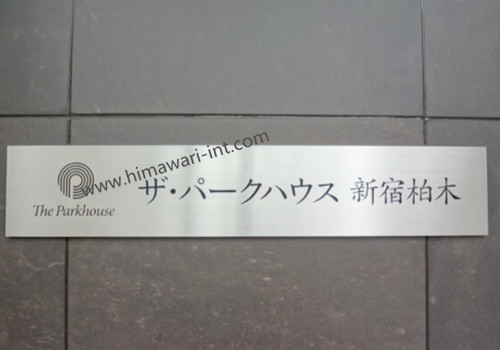 www.himawari-int.com
ザ・パークハウス 新宿柏木
The Parkhouse